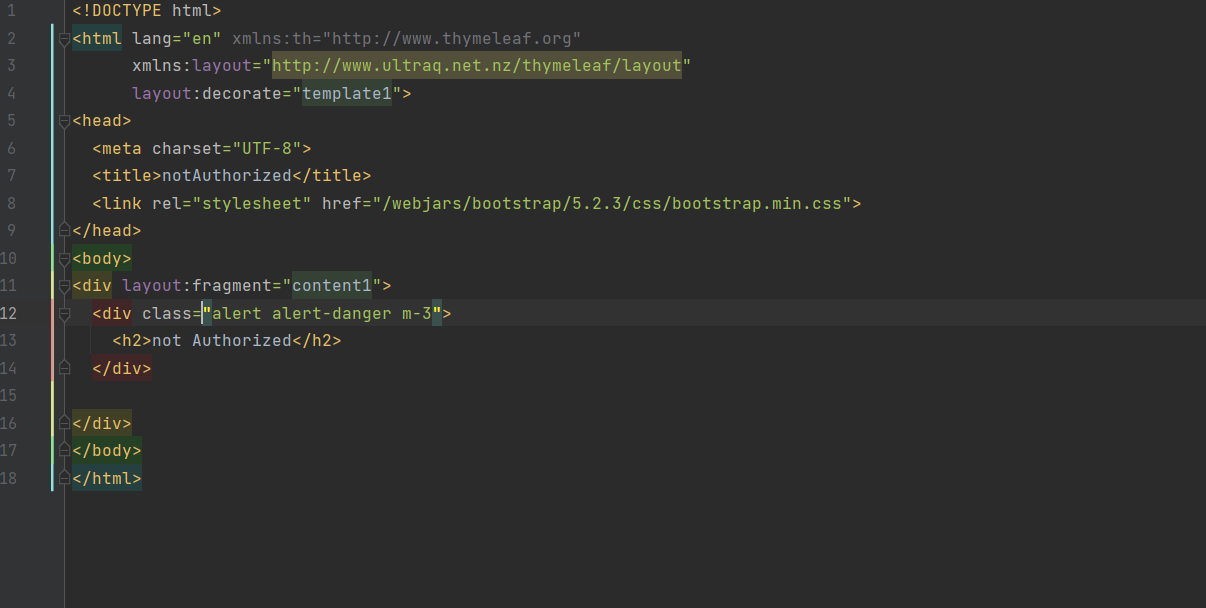 1 <!DOCTYPE html>
2 <html lang="en" xmlns:th="http://www.thymeleaf.org"
3       xmlns:layout="http://www.ultraq.net.nz/thymeleaf/layout"
4       layout:decorate="template1">
5 <head>
6   <meta charset="UTF-8">
7   <title>notAuthorized</title>
8   <link rel="stylesheet" href="/webjars/bootstrap/5.2.3/css/bootstrap.min.css">
9 </head>
10 <body>
11 <div layout:fragment="content1">
12   <div class="alert alert-danger m-3">
13     <h2>not Authorized</h2>
14   </div>
15
16 </div>
17 </body>
18 </html>